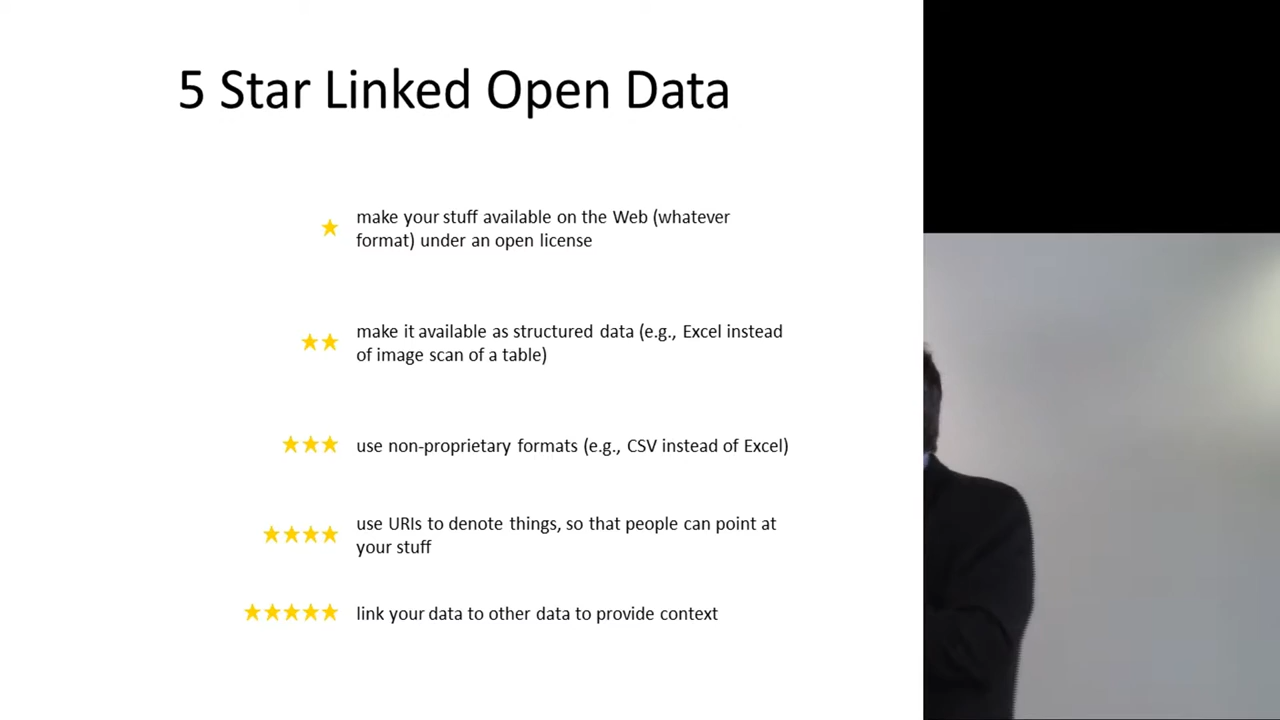 5 Star Linked Open Data
make your stuff available on the Web (whatever
format) under an open license
make it available as structured data (e.g., Excel instead
of image scan of a table)
use non-proprietary formats (e.g., CSV instead of Excel)
use URIs to denote things, so that people can point at
your stuff
link your data to other data to provide context